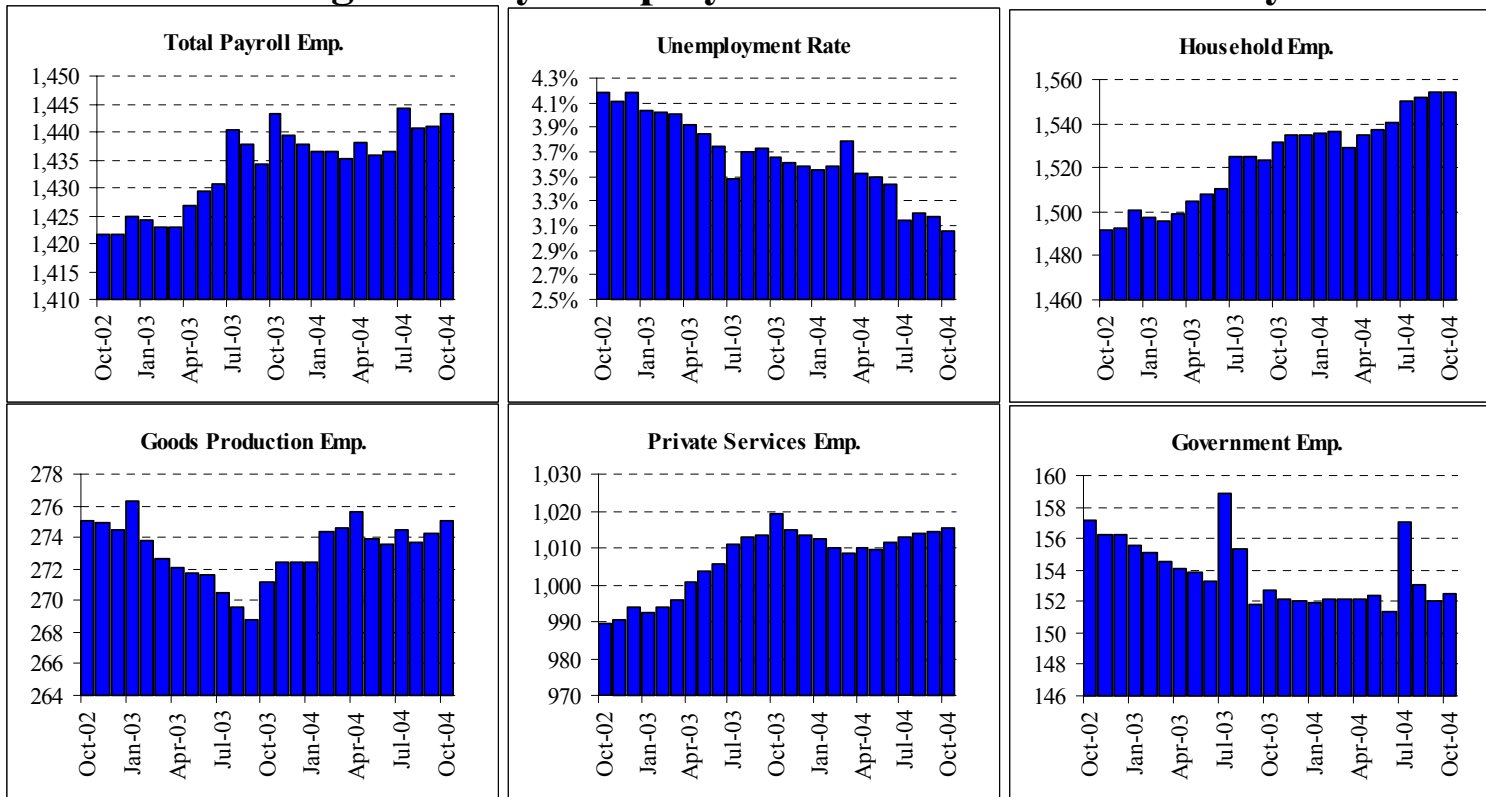 Total Payroll Emp.
1,450
1,445
1,440
1,435
1,430
1,425
1,420
1,415
1,410
Oct-02
Jan-03
Apr-03
Jul-03
Oct-03
Jan-04
Apr-04
Jul-04
Oct-04
Unemployment Rate
4.3%
4.1%
3.9%
3.7%
3.5%
3.3%
3.1%
2.9%
2.7%
2.5%
Oct-02
Jan-03
Apr-03
Jul-03
Oct-03
Jan-04
Apr-04
Jul-04
Oct-04
Household Emp.
1,560
1,540
1,520
1,500
1,480
1,460
Oct-02
Jan-03
Apr-03
Jul-03
Oct-03
Jan-04
Apr-04
Jul-04
Oct-04
Goods Production Emp.
278
276
274
272
270
268
266
264
Oct-02
Jan-03
Apr-03
Jul-03
Oct-03
Jan-04
Apr-04
Jul-04
Oct-04
Private Services Emp.
1,030
1,020
1,010
1,000
990
980
970
Oct-02
Jan-03
Apr-03
Jul-03
Oct-03
Jan-04
Apr-04
Jul-04
Oct-04
Government Emp.
160
158
156
154
152
150
148
146
Oct-02
Jan-03
Apr-03
Jul-03
Oct-03
Jan-04
Apr-04
Jul-04
Oct-04